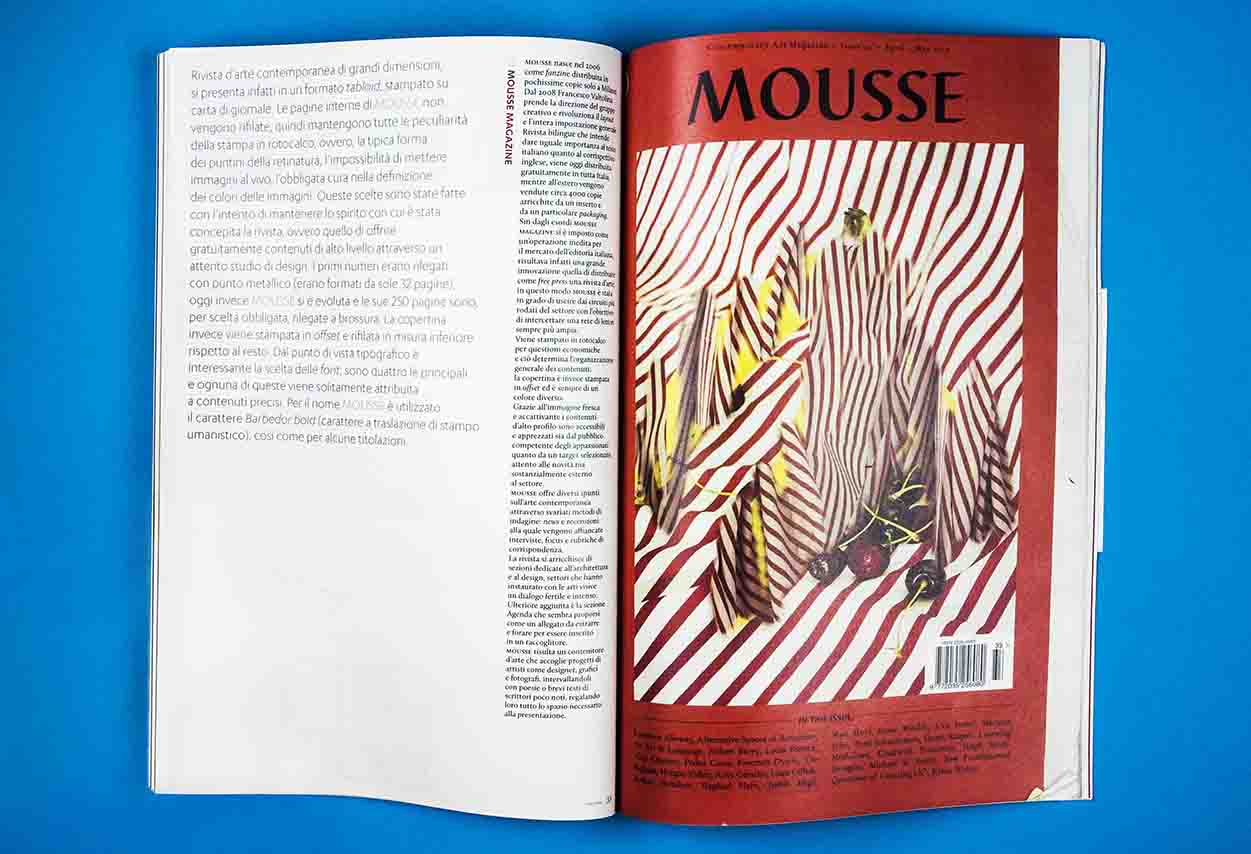 Rivista d'arte contemporanea di grandi dimensioni,
si presenta infatti in un formato tabloid, stampato su
carta di giornale. Le pagine interne di MOUSSE non
vengono rifilate, quindi mantengono tutte le peculiarità
della stampa in rotocalco, ovvero, la tipica forma
dei puntini della retinatura, l'impossibilità di mettere
immagini al vivo, l'obbligata cura nella definizione
dei colori delle immagini. Queste scelte sono state fatte
con l'intento di mantenere lo spirito con cui è stata
concepita la rivista, ovvero quello di offrire
gratuitamente contenuti di alto livello attraverso un
attento studio di design. I primi numeri erano rilegati
con punto metallico (erano formati da sole 32 pagine),
oggi invece MOUSSE si è evoluta e le sue 250 pagine sono,
per scelta obbligata, rilegate a brossura. La copertina
invece viene stampata in offset e rifilata in misura inferiore
rispetto al resto. Dal punto di vista tipografico è
interessante la scelta delle font, sono quattro le principali
e ognuna di queste viene solitamente attribuita
a contenuti precisi. Per il nome MOUSSE è utilizzato
il carattere Barbedor bold (carattere a traslazione di stampo
umanistico), così come per alcune titolazioni.
MOUSSE MAGAZINE
MOUSSE nasce nel 2006
come fanzine distribuita in
pochissime copie solo a Milano.
Dal 2008 Francesco Valtolina
prende la direzione del gruppo
creativo e rivoluziona il layout
e l'intera impostazione generale.
Rivista bilingue che intende
dare uguale importanza al testo
italiano quanto al corrispettivo
inglese, viene oggi distribuita
gratuitamente in tutta Italia,
mentre all'estero vengono
vendute circa 4000 copie
arricchite da un inserto e
da un particolare packaging.
Sin dagli esordi MOUSSE
MAGAZINE si è imposto come
un'operazione inedita per
il mercato dell'editoria italiana,
risultava infatti una grande
innovazione quella di distribuire
come free press una rivista d'arte,
in questo modo MOUSSE è stata
in grado di uscire dai circuiti più
rodati del settore con l'obiettivo
di intercettare una rete di lettori
sempre più ampia.
Viene stampato in rotocalco
per questioni economiche
e ciò determina l'organizzazione
generale dei contenuti;
la copertina è invece stampata
in offset ed è sempre di un
colore diverso.
Grazie all'immagine fresca
e accattivante i contenuti
d'alto profilo sono accessibili
e apprezzati sia dal pubblico
competente degli appassionati
quanto da un target selezionato,
attento alle novità ma
sostanzialmente esterno
al settore.
MOUSSE offre diversi spunti
sull'arte contemporanea
attraverso svariati metodi di
indagine: news e recensioni
alla quale vengono affiancate
interviste, focus e rubriche di
corrispondenza.
La rivista si arricchisce di
sezioni dedicate all'architettura
e al design, settori che hanno
instaurato con le arti visive
un dialogo fertile e intenso.
Ulteriore aggiunta è la sezione
Agenda che sembra proporsi
come un allegato da estrarre
e forare per essere inserito
in un raccoglitore.
MOUSSE risulta un contenitore
d'arte che accoglie progetti di
artisti come designer, grafici
e fotografi, intervallandoli
con poesie o brevi testi di
scrittori poco noti, regalando
loro tutto lo spazio necessario
alla presentazione.
Contemporary Art Magazine
MOUSSE
IN THIS ISSUE